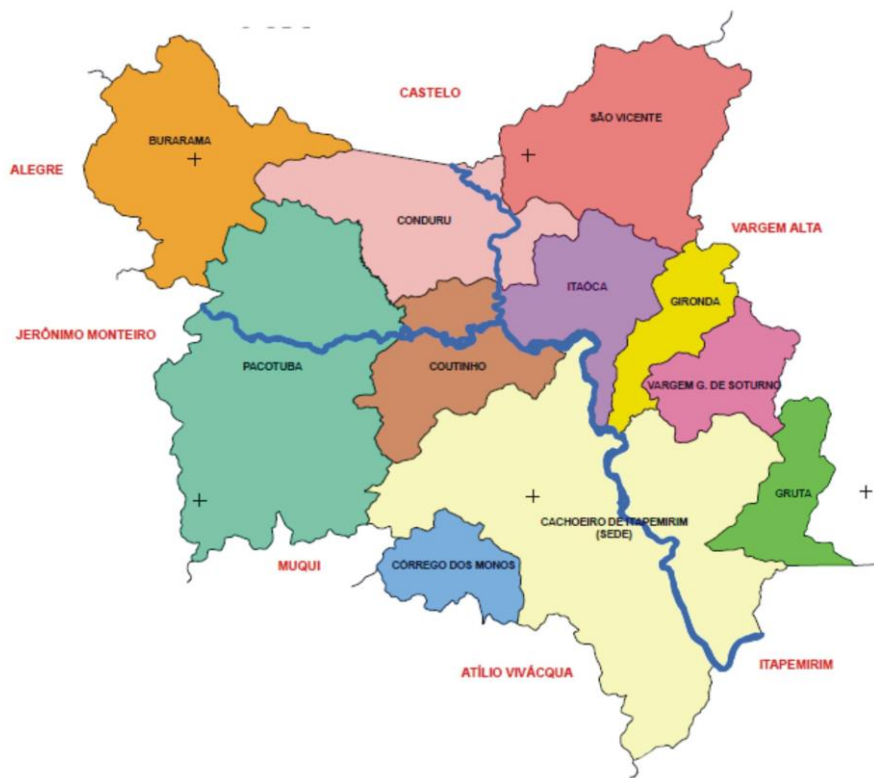 CASTELO
SÃO VICENTE
BURARAMA
ALEGRE
CONDURU
VARGEM ALTA
ITAÓCA
GIRONDA
JERÔNIMO MONTEIRO
PACOTUBA
COUTINHO
VARGEM G. DE SOTURNO
GRUTA
CACHOEIRO DE ITAPEMIRIM
(SEDE)
MUQUI
CÓRREGO DOS MONOS
ATÍLIO VIVÁCQUA
ITAPEMIRIM